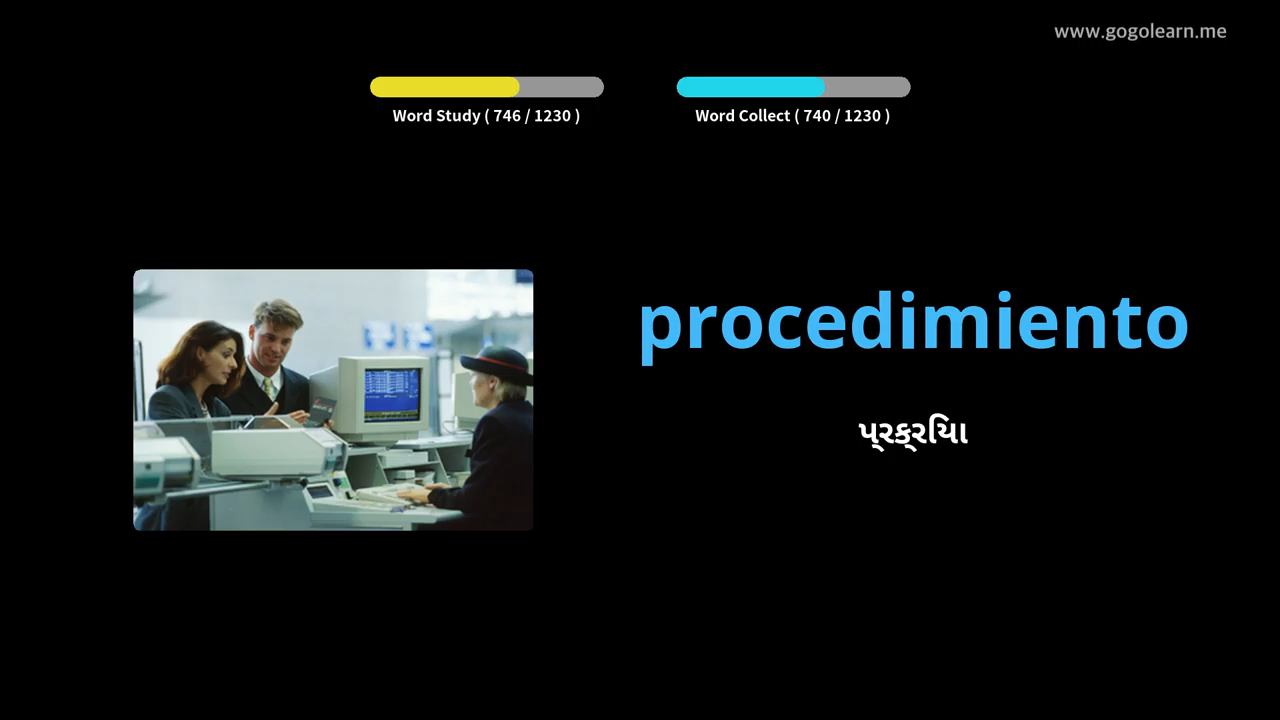 www.gogolearn.me
Word Study ( 746 / 1230 )
Word Collect ( 740 / 1230 )
procedimiento
પ્રક્રિયા